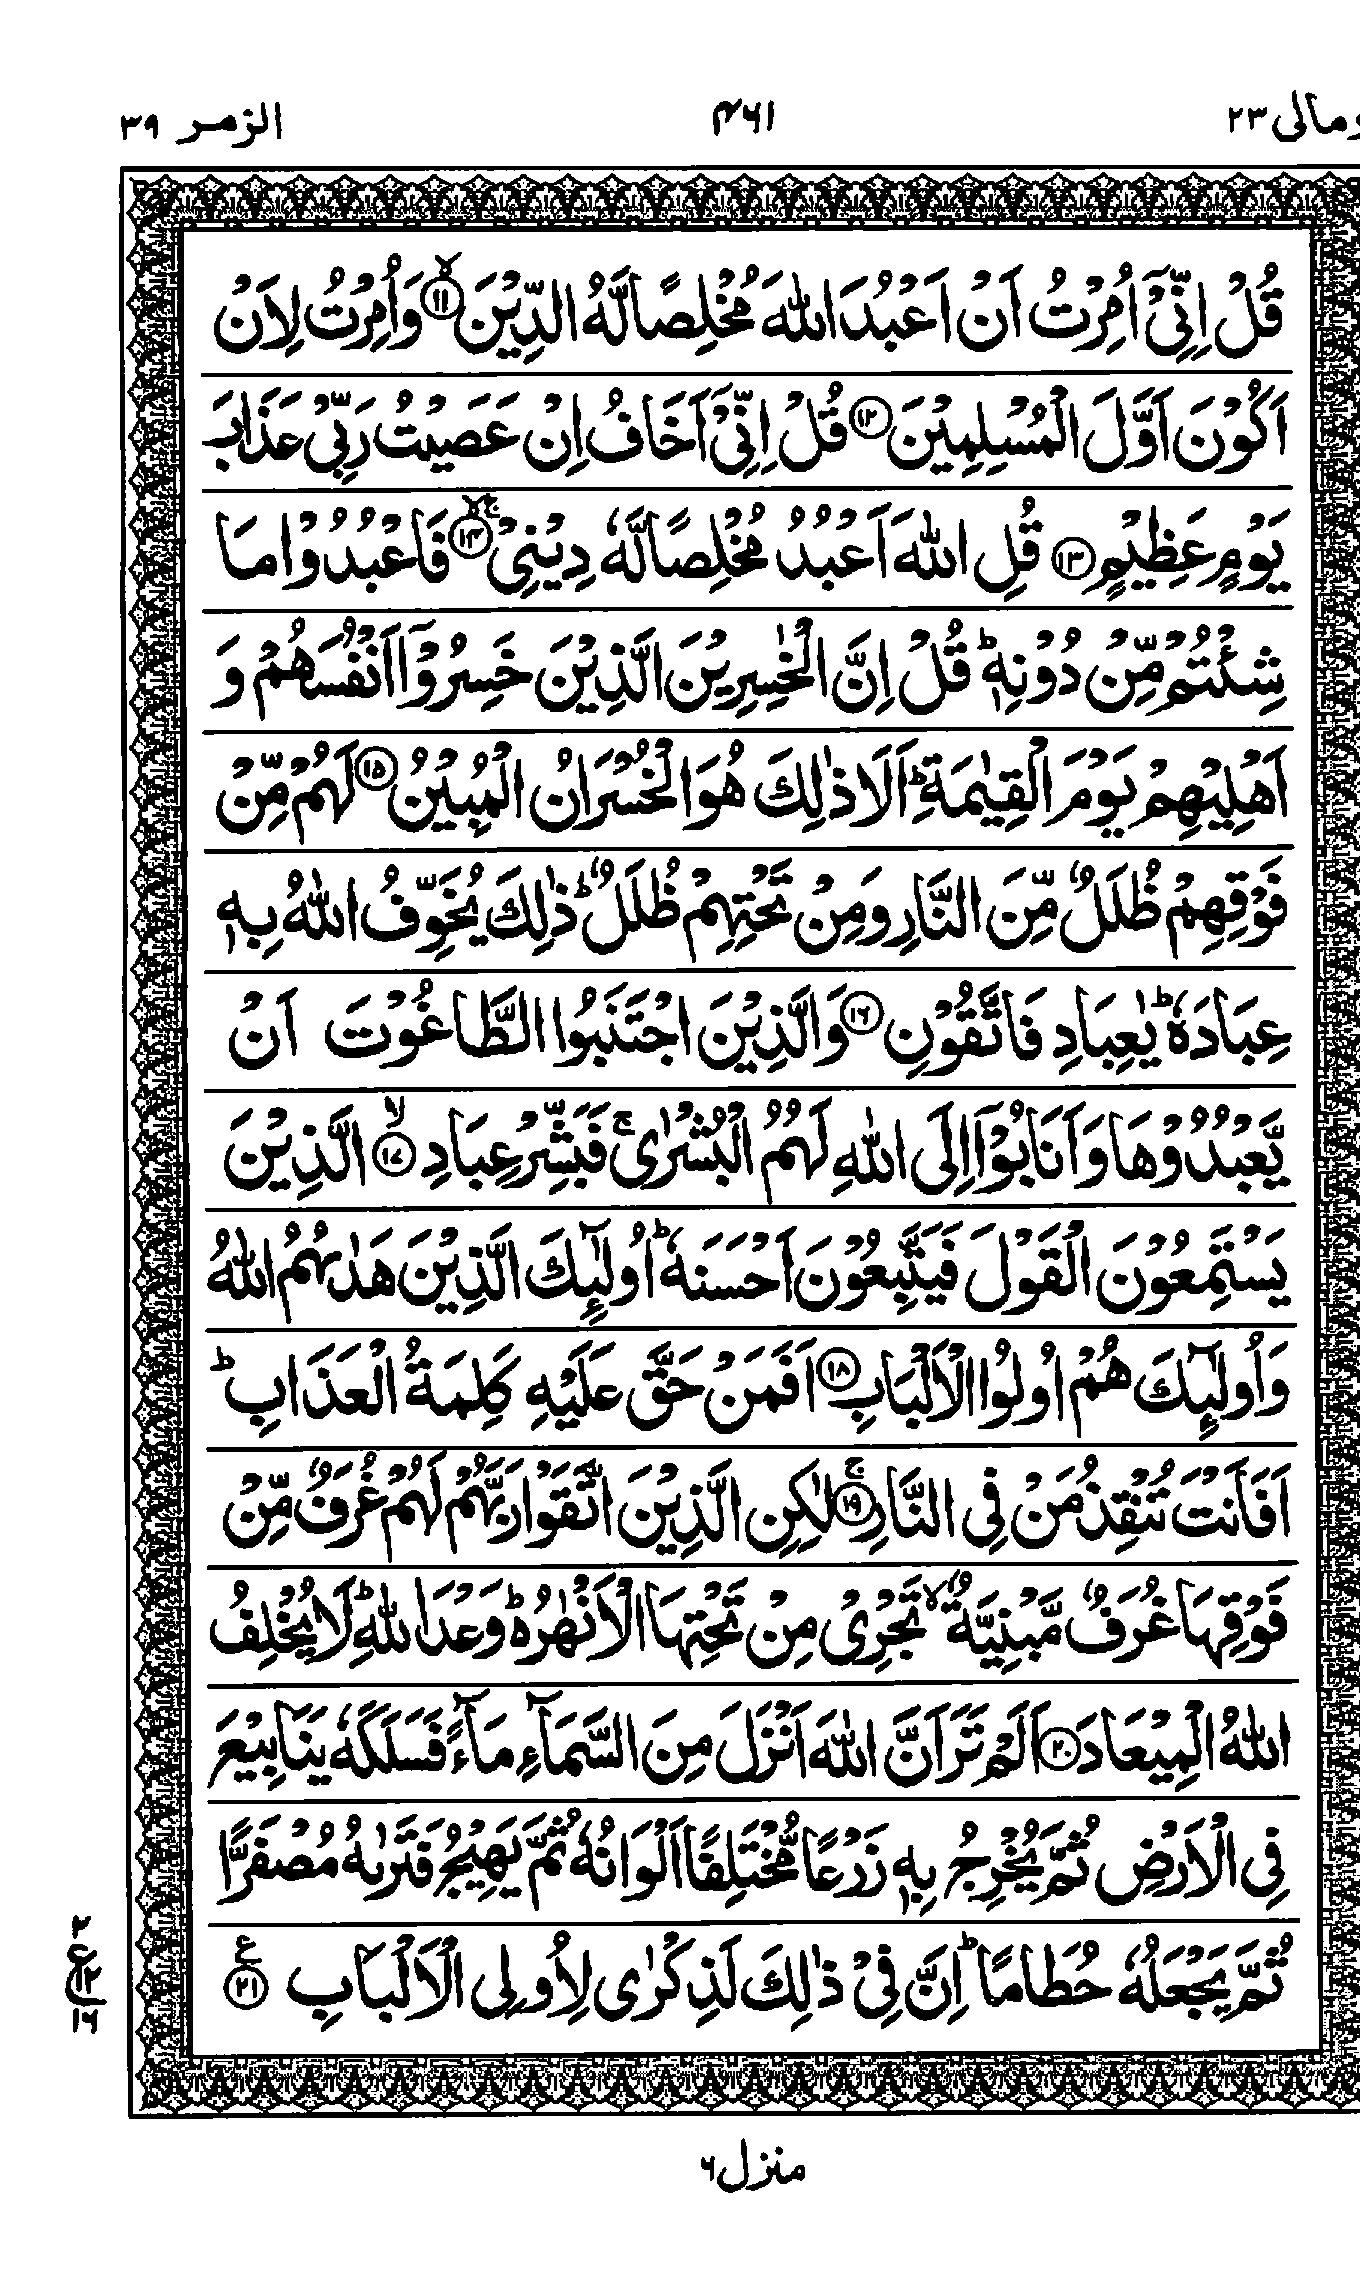 ومالی ۲۳ ۴۶۱ الزمر ۳۹
قُلْ اِنِّیْۤ اُمِرْتُ اَنْ اَعْبُدَ اللّٰهَ مُخْلِصًا لَّهُ الدِّیْنَ ۙ﴿۱۱﴾ وَ اُمِرْتُ لِاَنْ
اَكُوْنَ اَوَّلَ الْمُسْلِمِیْنَ ﴿۱۲﴾ قُلْ اِنِّیْۤ اَخَافُ اِنْ عَصَیْتُ رَبِّیْ عَذَابَ
یَوْمٍ عَظِیْمٍ ﴿۱۳﴾ قُلِ اللّٰهَ اَعْبُدُ مُخْلِصًا لَّهٗ دِیْنِیْ ۙۚ﴿۱۴﴾ فَاعْبُدُوْا مَا
شِئْتُمْ مِّنْ دُوْنِهٖ ؕ قُلْ اِنَّ الْخٰسِرِیْنَ الَّذِیْنَ خَسِرُوْۤا اَنْفُسَهُمْ وَ
اَهْلِیْهِمْ یَوْمَ الْقِیٰمَةِ ؕ اَلَا ذٰلِكَ هُوَ الْخُسْرَانُ الْمُبِیْنُ ﴿۱۵﴾ لَهُمْ مِّنْ
فَوْقِهِمْ ظُلَلٌ مِّنَ النَّارِ وَ مِنْ تَحْتِهِمْ ظُلَلٌ ؕ ذٰلِكَ یُخَوِّفُ اللّٰهُ بِهٖ
عِبَادَهٗ ؕ یٰعِبَادِ فَاتَّقُوْنِ ﴿۱۶﴾ وَ الَّذِیْنَ اجْتَنَبُوا الطَّاغُوْتَ اَنْ
یَّعْبُدُوْهَا وَ اَنَابُوْۤا اِلَی اللّٰهِ لَهُمُ الْبُشْرٰی ۚ فَبَشِّرْ عِبَادِ ﴿ۙ۱۷﴾ الَّذِیْنَ
یَسْتَمِعُوْنَ الْقَوْلَ فَیَتَّبِعُوْنَ اَحْسَنَهٗ ؕ اُولٰٓىِٕكَ الَّذِیْنَ هَدٰىهُمُ اللّٰهُ
وَ اُولٰٓىِٕكَ هُمْ اُولُوا الْاَلْبَابِ ﴿۱۸﴾ اَفَمَنْ حَقَّ عَلَیْهِ كَلِمَةُ الْعَذَابِ ؕ
اَفَاَنْتَ تُنْقِذُ مَنْ فِی النَّارِ ﴿ۚ۱۹﴾ لٰكِنِ الَّذِیْنَ اتَّقَوْا رَبَّهُمْ لَهُمْ غُرَفٌ مِّنْ
فَوْقِهَا غُرَفٌ مَّبْنِیَّةٌ ۙ تَجْرِیْ مِنْ تَحْتِهَا الْاَنْهٰرُ ؕ۬ وَعْدَ اللّٰهِ ؕ لَا یُخْلِفُ
اللّٰهُ الْمِیْعَادَ ﴿۲۰﴾ اَلَمْ تَرَ اَنَّ اللّٰهَ اَنْزَلَ مِنَ السَّمَآءِ مَآءً فَسَلَكَهٗ یَنَابِیْعَ
فِی الْاَرْضِ ثُمَّ یُخْرِجُ بِهٖ زَرْعًا مُّخْتَلِفًا اَلْوَانُهٗ ثُمَّ یَهِیْجُ فَتَرٰىهُ مُصْفَرًّا
ثُمَّ یَجْعَلُهٗ حُطَامًا ؕ اِنَّ فِیْ ذٰلِكَ لَذِكْرٰی لِاُولِی الْاَلْبَابِ ﴿۲۱﴾ ع
۲
ع ۱۲
۱۶
منزل ۶